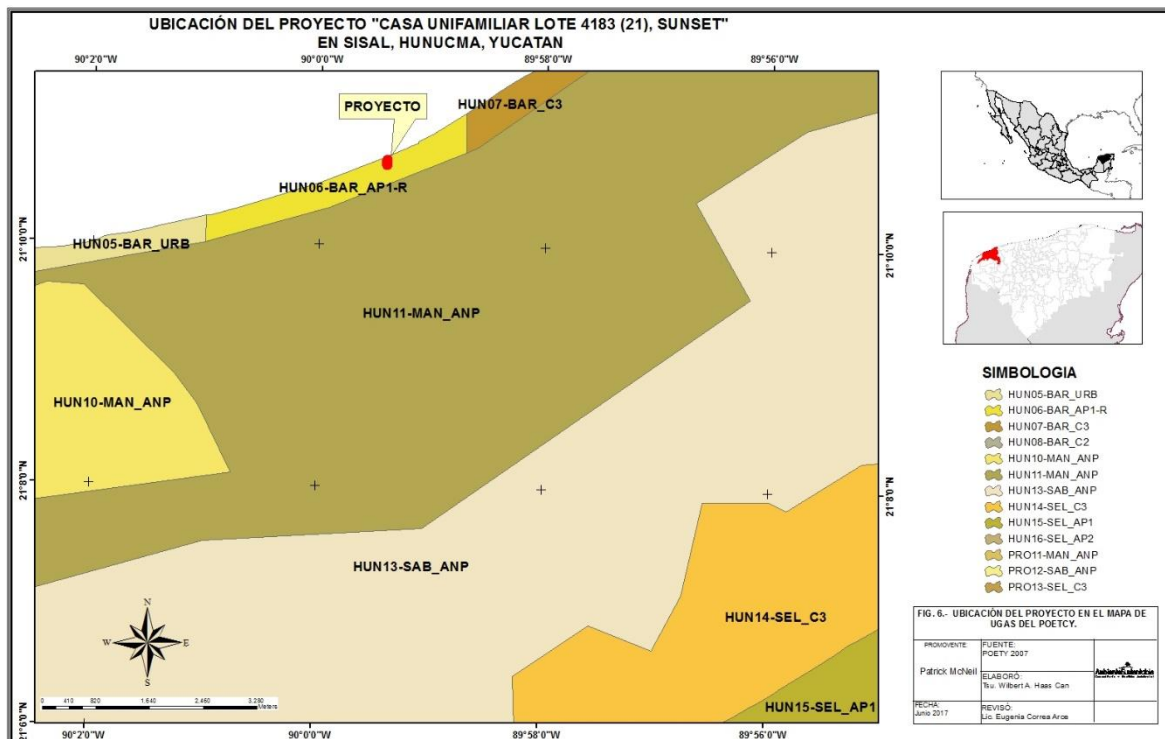 UBICACIÓN DEL PROYECTO "CASA UNIFAMILIAR LOTE 4183 (21), SUNSET"
EN SISAL, HUNUCMA, YUCATAN
90°2'0"W 90°0'0"W 89°58'0"W 89°56'0"W
PROYECTO
HUN07-BAR_C3
HUN06-BAR_AP1-R
HUN05-BAR_URB
21°10'0"N
21°10'0"N
HUN11-MAN_ANP
HUN10-MAN_ANP
21°8'0"N
21°8'0"N
HUN13-SAB_ANP
HUN14-SEL_C3
HUN15-SEL_AP1
N
W E
S
0 410 820 1,640 2,460 3,280
Meters
21°6'0"N
21°6'0"N
90°2'0"W 90°0'0"W 89°58'0"W 89°56'0"W
SIMBOLOGIA
HUN05-BAR_URB
HUN06-BAR_AP1-R
HUN07-BAR_C3
HUN08-BAR_C2
HUN10-MAN_ANP
HUN11-MAN_ANP
HUN13-SAB_ANP
HUN14-SEL_C3
HUN15-SEL_AP1
HUN16-SEL_AP2
PRO11-MAN_ANP
PRO12-SAB_ANP
PRO13-SEL_C3
FIG. 6.- UBICACIÓN DEL PROYECTO EN EL MAPA DE
UGAS DEL POETCY.
PROMOVENTE:
Patrick McNeil
FUENTE:
POETY 2007
ELABORÓ:
Tsu. Wilbert A. Haas Can
FECHA:
Junio 2017
REVISÓ:
Lic. Eugenia Correa Arce